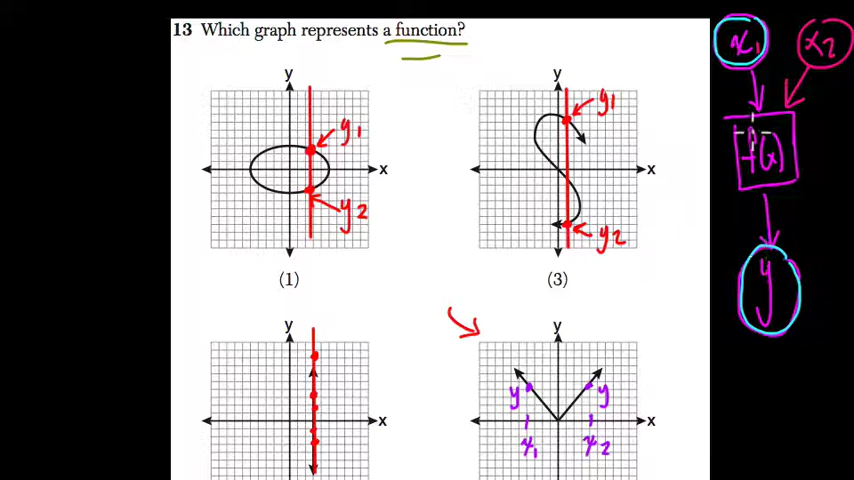 13 Which graph represents a function?
y
y1
x
y2
(1)
y
y1
x
y2
(3)
y
x
y
y
y
x
x1
x2
x1
x2
f(x)
y